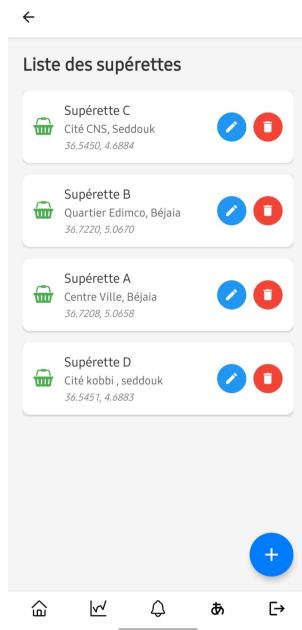 Liste des supérettes
Supérette C
Cité CNS, Seddouk
36.5450, 4.6884
Supérette B
Quartier Edimco, Béjaia
36.7220, 5.0670
Supérette A
Centre Ville, Béjaia
36.7208, 5.0658
Supérette D
Cité kobbi , seddouk
36.5451, 4.6883
+
あ